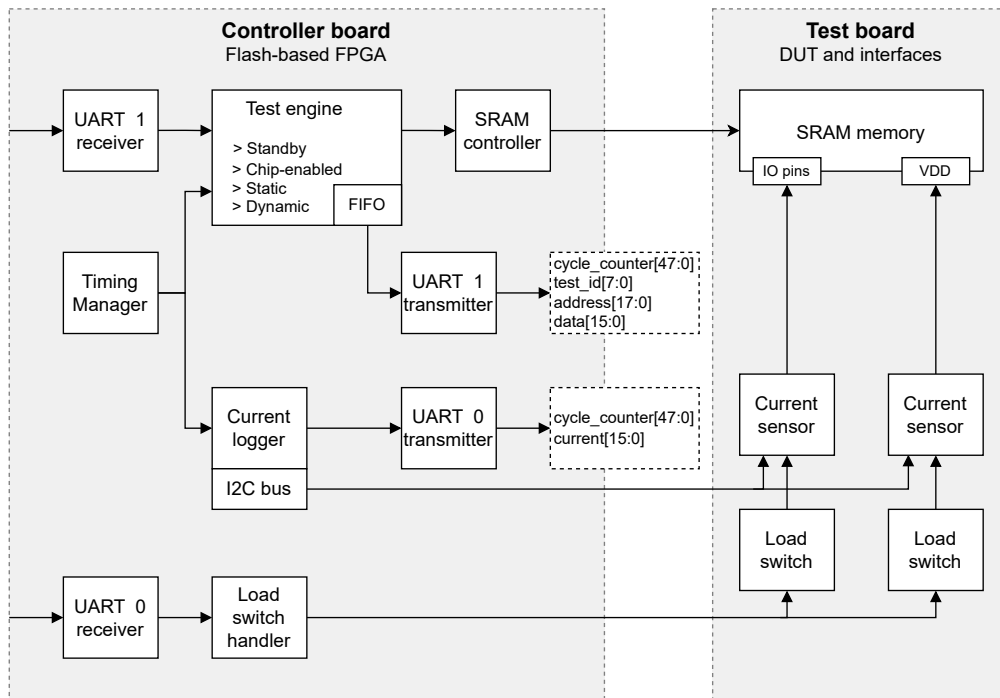 Controller board
Flash-based FPGA
Test board
DUT and interfaces
UART 1
receiver
Test engine
> Standby
> Chip-enabled
> Static
> Dynamic
FIFO
SRAM
controller
SRAM memory
IO pins
VDD
Timing
Manager
UART 1
transmitter
cycle_counter[47:0]
test_id[7:0]
address[17:0]
data[15:0]
Current
logger
I2C bus
UART 0
transmitter
cycle_counter[47:0]
current[15:0]
Current
sensor
Current
sensor
Load
switch
Load
switch
UART 0
receiver
Load
switch
handler